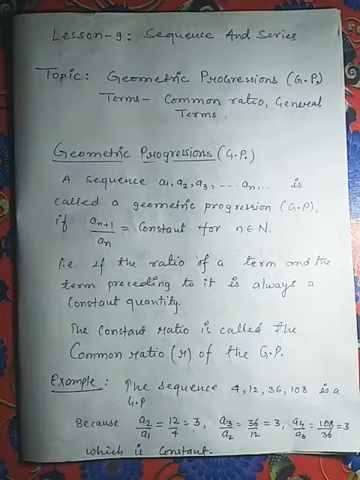 Lesson-9: Sequence And Series
Topic: Geometric Progressions (G.P.)
Terms- Common ratio, General
Terms.
Geometric Progressions (G.P.)
A sequence a₁, a₂, a₃, .... aₙ,.. is
called a geometric progression (G.P),
if aₙ₊₁/aₙ = Constant for n∈N.
i.e. if the ratio of a term and the
term preceding to it is always a
constant quantity.
The constant ratio is called the
Common ratio (r) of the G.P.
Example: The sequence 4, 12, 36, 108 is a
G.P
Because a₂/a₁ = 12/4 = 3, a₃/a₂ = 36/12 = 3, a₄/a₃ = 108/36 = 3
which is constant.